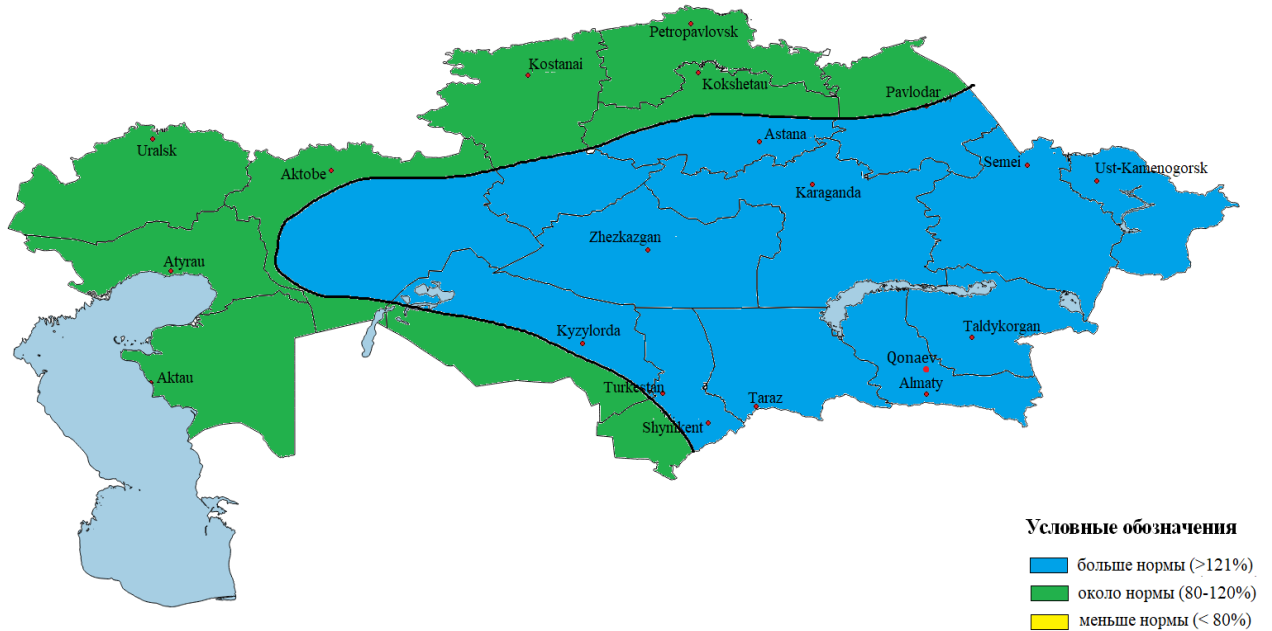 Petropavlovsk
Kostanai
Kokshetau
Pavlodar
Astana
Uralsk
Semei
Ust-Kamenogorsk
Aktobe
Karaganda
Zhezkazgan
Atyrau
Kyzylorda
Taldykorgan
Qonaev
Aktau
Turkestan
Almaty
Taraz
Shymkent
Условные обозначения
больше нормы (>121%)
около нормы (80-120%)
меньше нормы (< 80%)